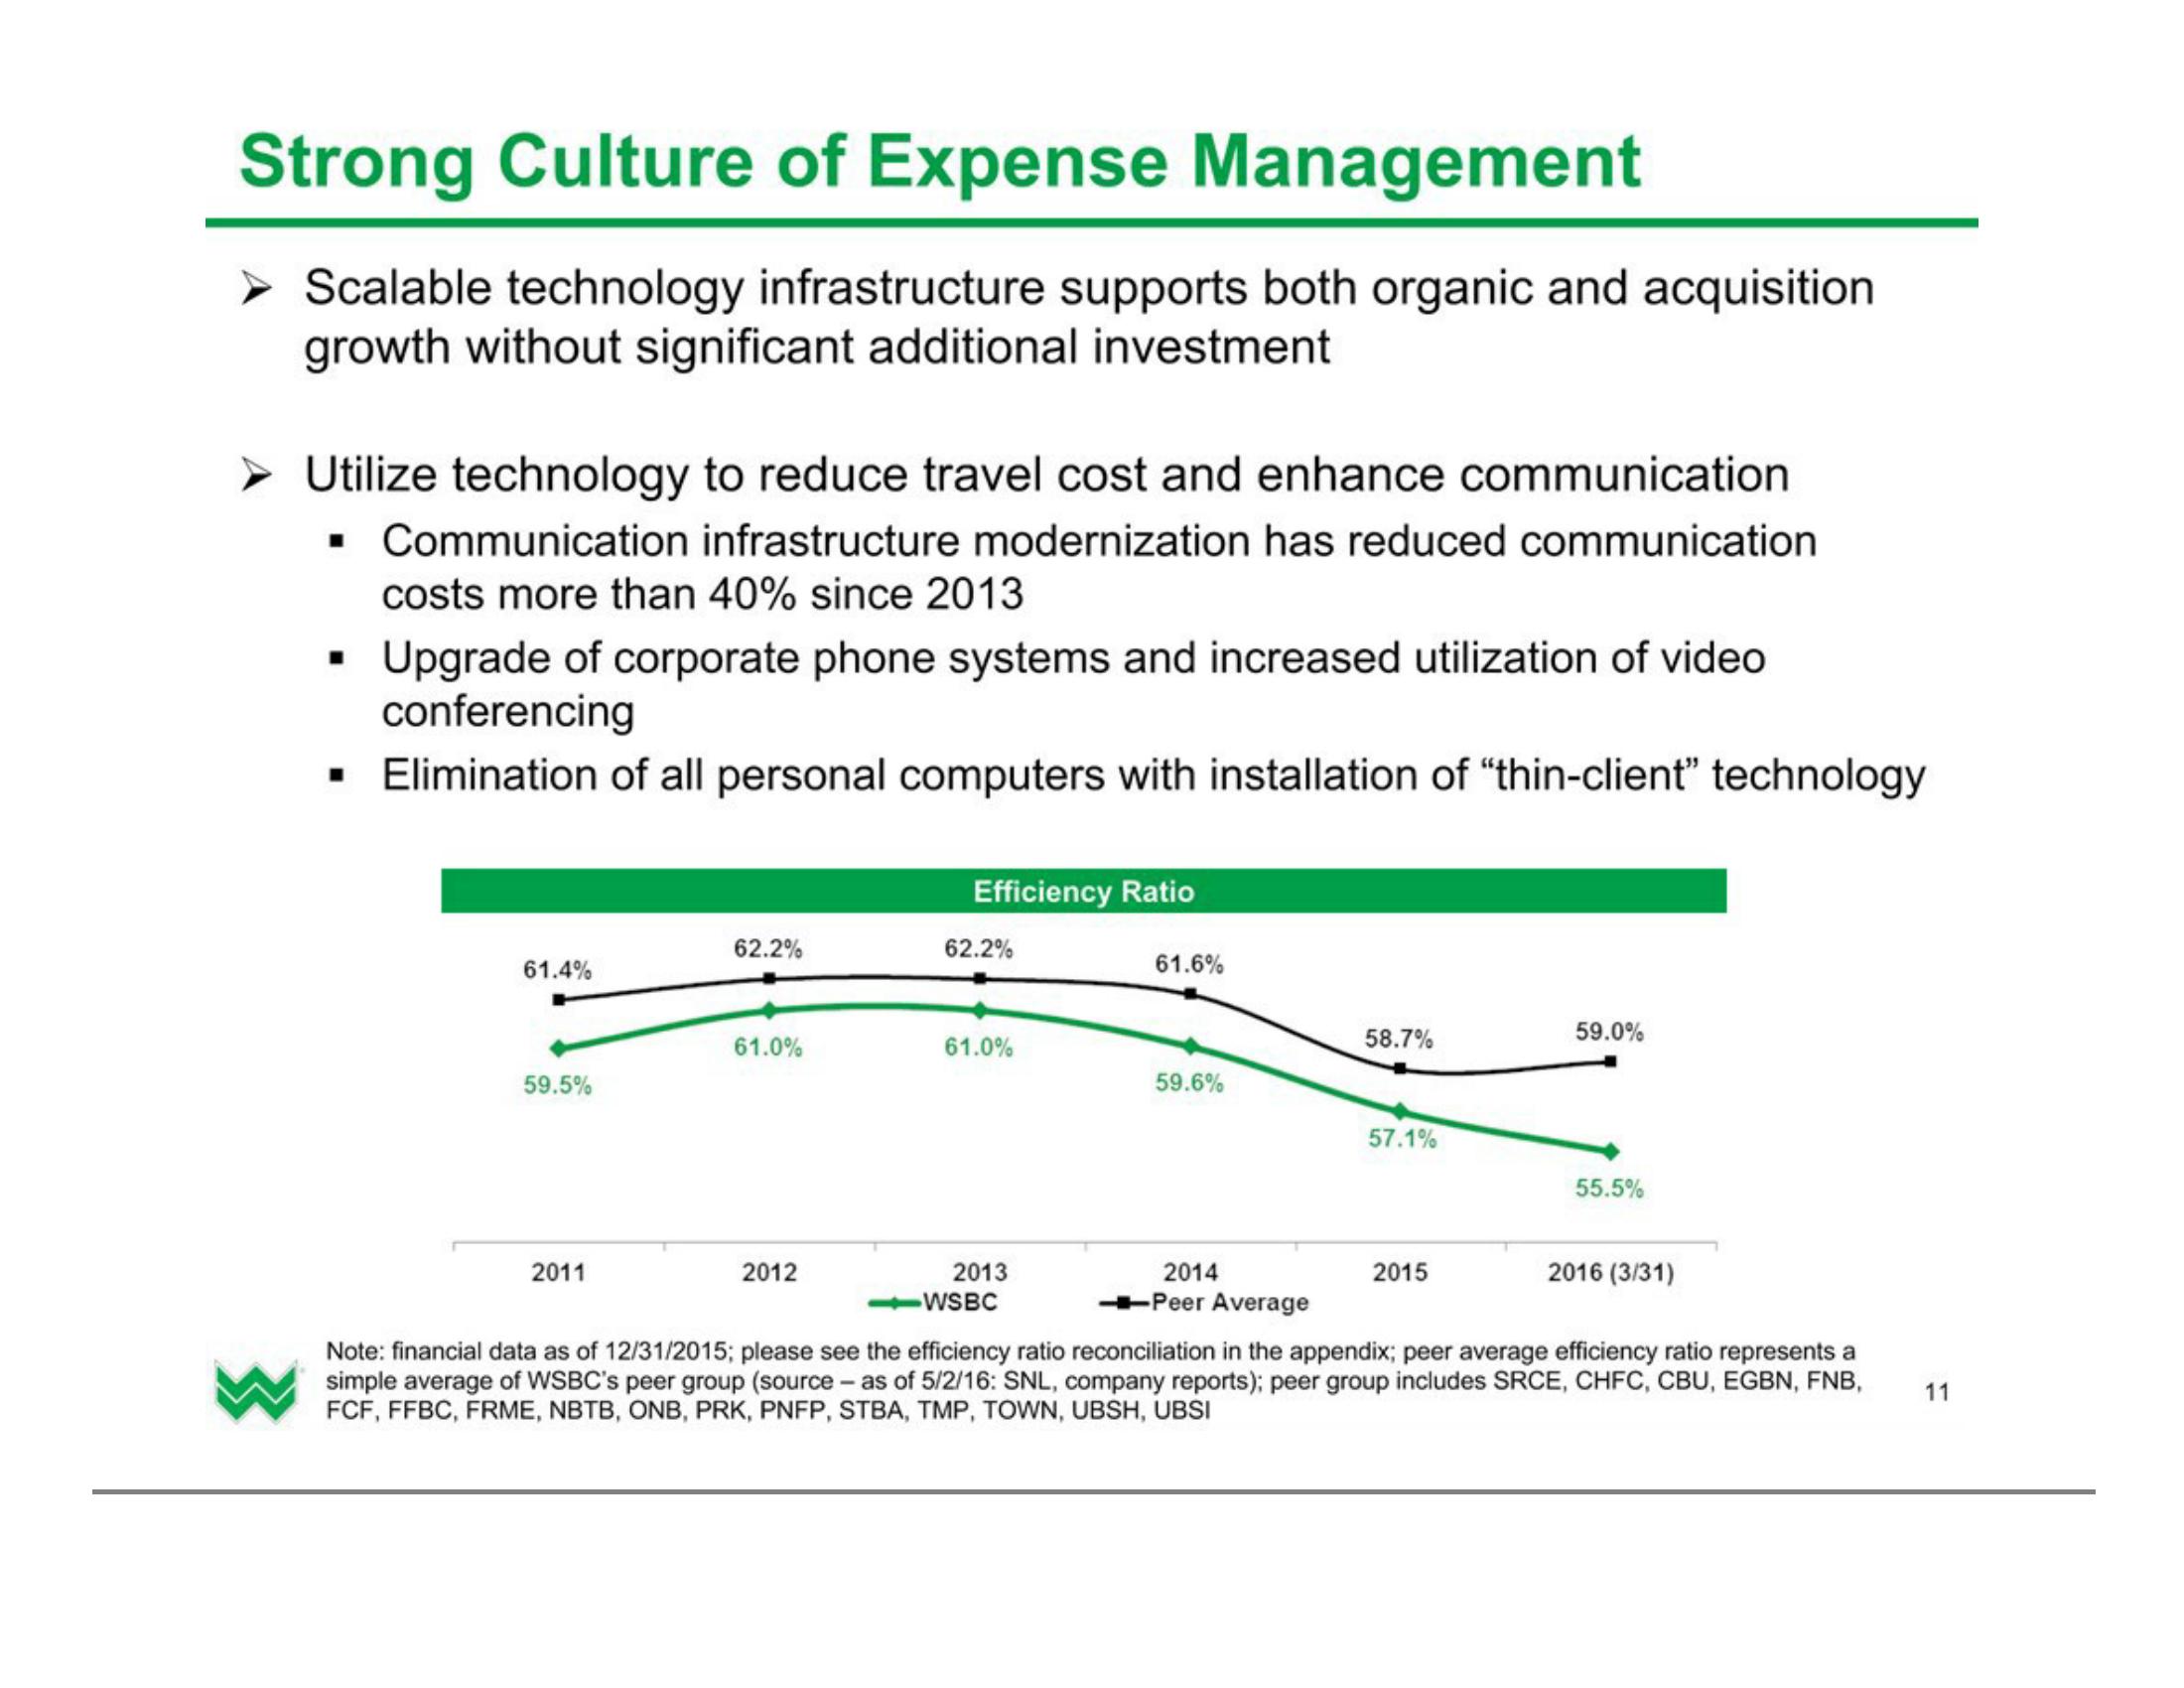 Strong Culture of Expense Management
➢ Scalable technology infrastructure supports both organic and acquisition
growth without significant additional investment
➢ Utilize technology to reduce travel cost and enhance communication
▪ Communication infrastructure modernization has reduced communication
costs more than 40% since 2013
▪ Upgrade of corporate phone systems and increased utilization of video
conferencing
▪ Elimination of all personal computers with installation of “thin-client” technology
Efficiency Ratio
61.4% 62.2% 62.2% 61.6% 58.7% 59.0%
59.5% 61.0% 61.0% 59.6% 57.1% 55.5%
2011 2012 2013 2014 2015 2016 (3/31)
WSBC Peer Average
Note: financial data as of 12/31/2015; please see the efficiency ratio reconciliation in the appendix; peer average efficiency ratio represents a
simple average of WSBC’s peer group (source – as of 5/2/16: SNL, company reports); peer group includes SRCE, CHFC, CBU, EGBN, FNB,
FCF, FFBC, FRME, NBTB, ONB, PRK, PNFP, STBA, TMP, TOWN, UBSH, UBSI
11